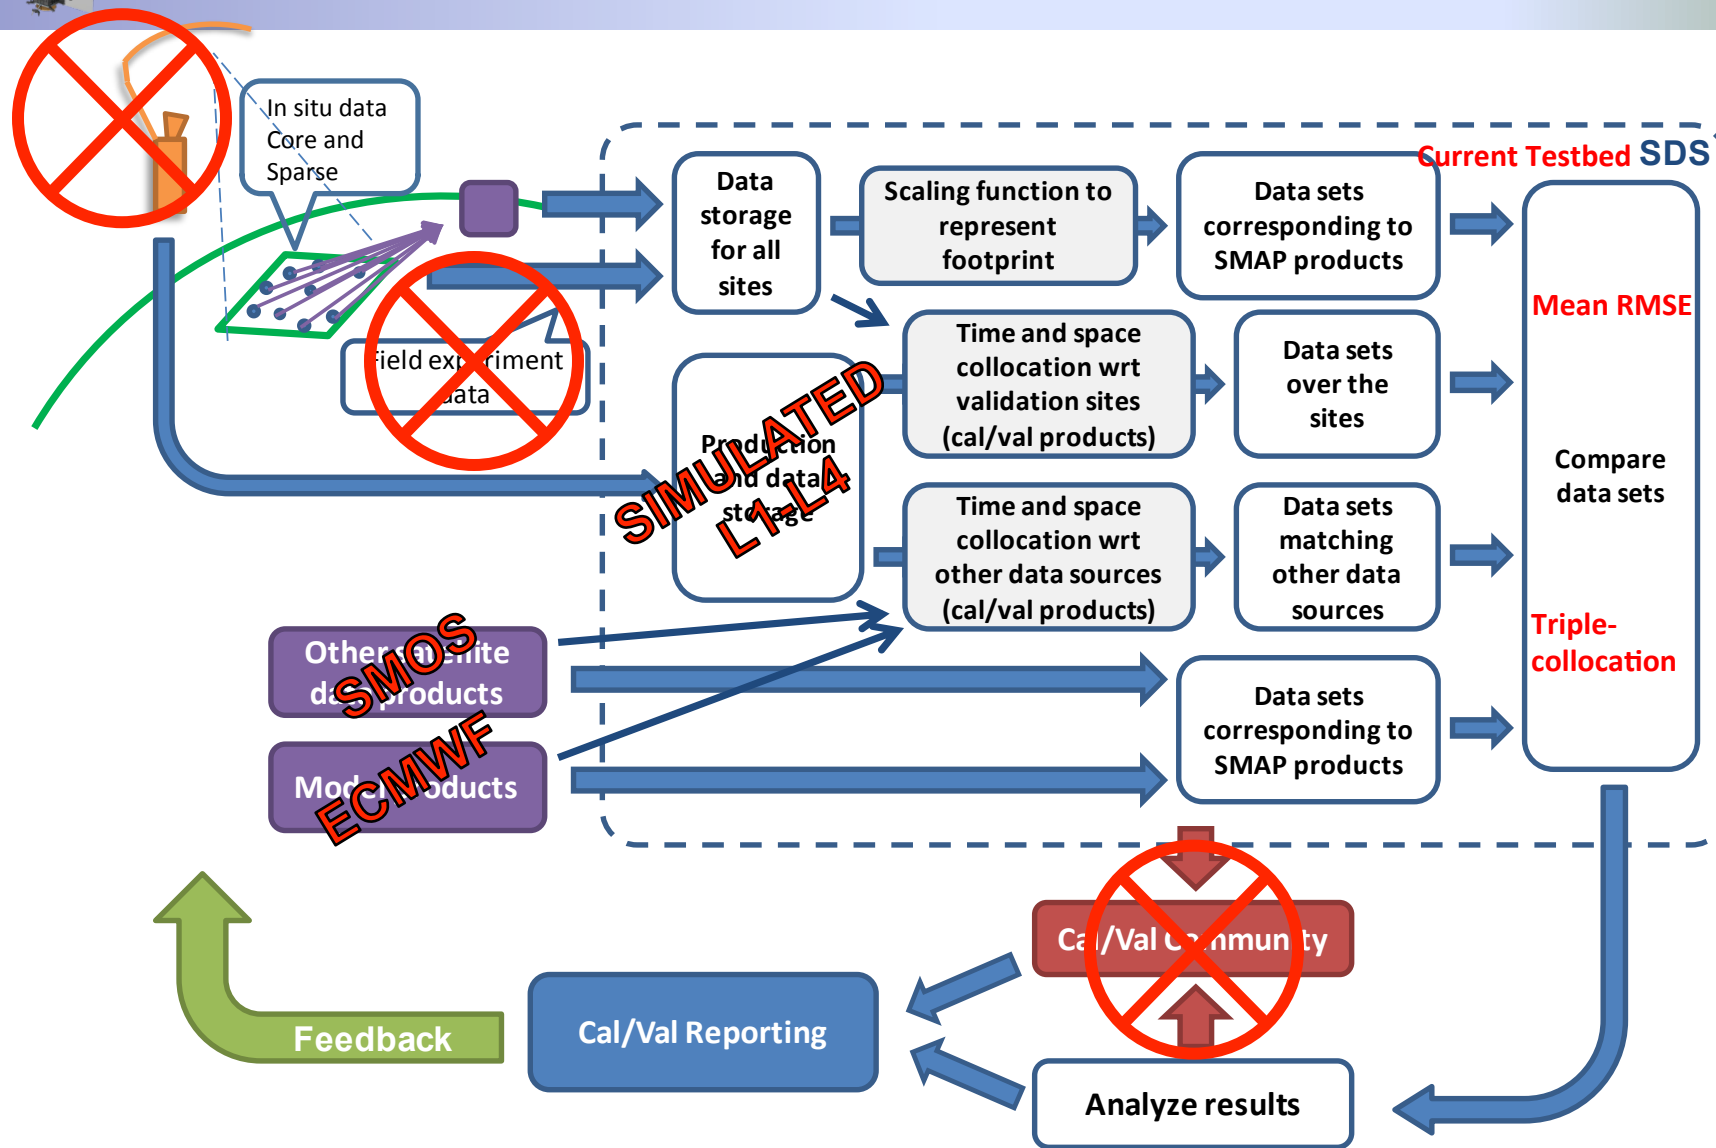 In situ data
Core and
Sparse
Field experiment
data
Current Testbed SDS
Data
storage
for all
sites
Scaling function to
represent
footprint
Data sets
corresponding to
SMAP products
Mean RMSE
Time and space
collocation wrt
validation sites
(cal/val products)
Data sets
over the
sites
Production
and data
storage
SIMULATED
L1-L4
Compare
data sets
Time and space
collocation wrt
other data sources
(cal/val products)
Data sets
matching
other data
sources
Triple-
collocation
Other satellite
data products
SMOS
Model Products
ECMWF
Data sets
corresponding to
SMAP products
Cal/Val Community
Cal/Val Reporting
Feedback
Analyze results